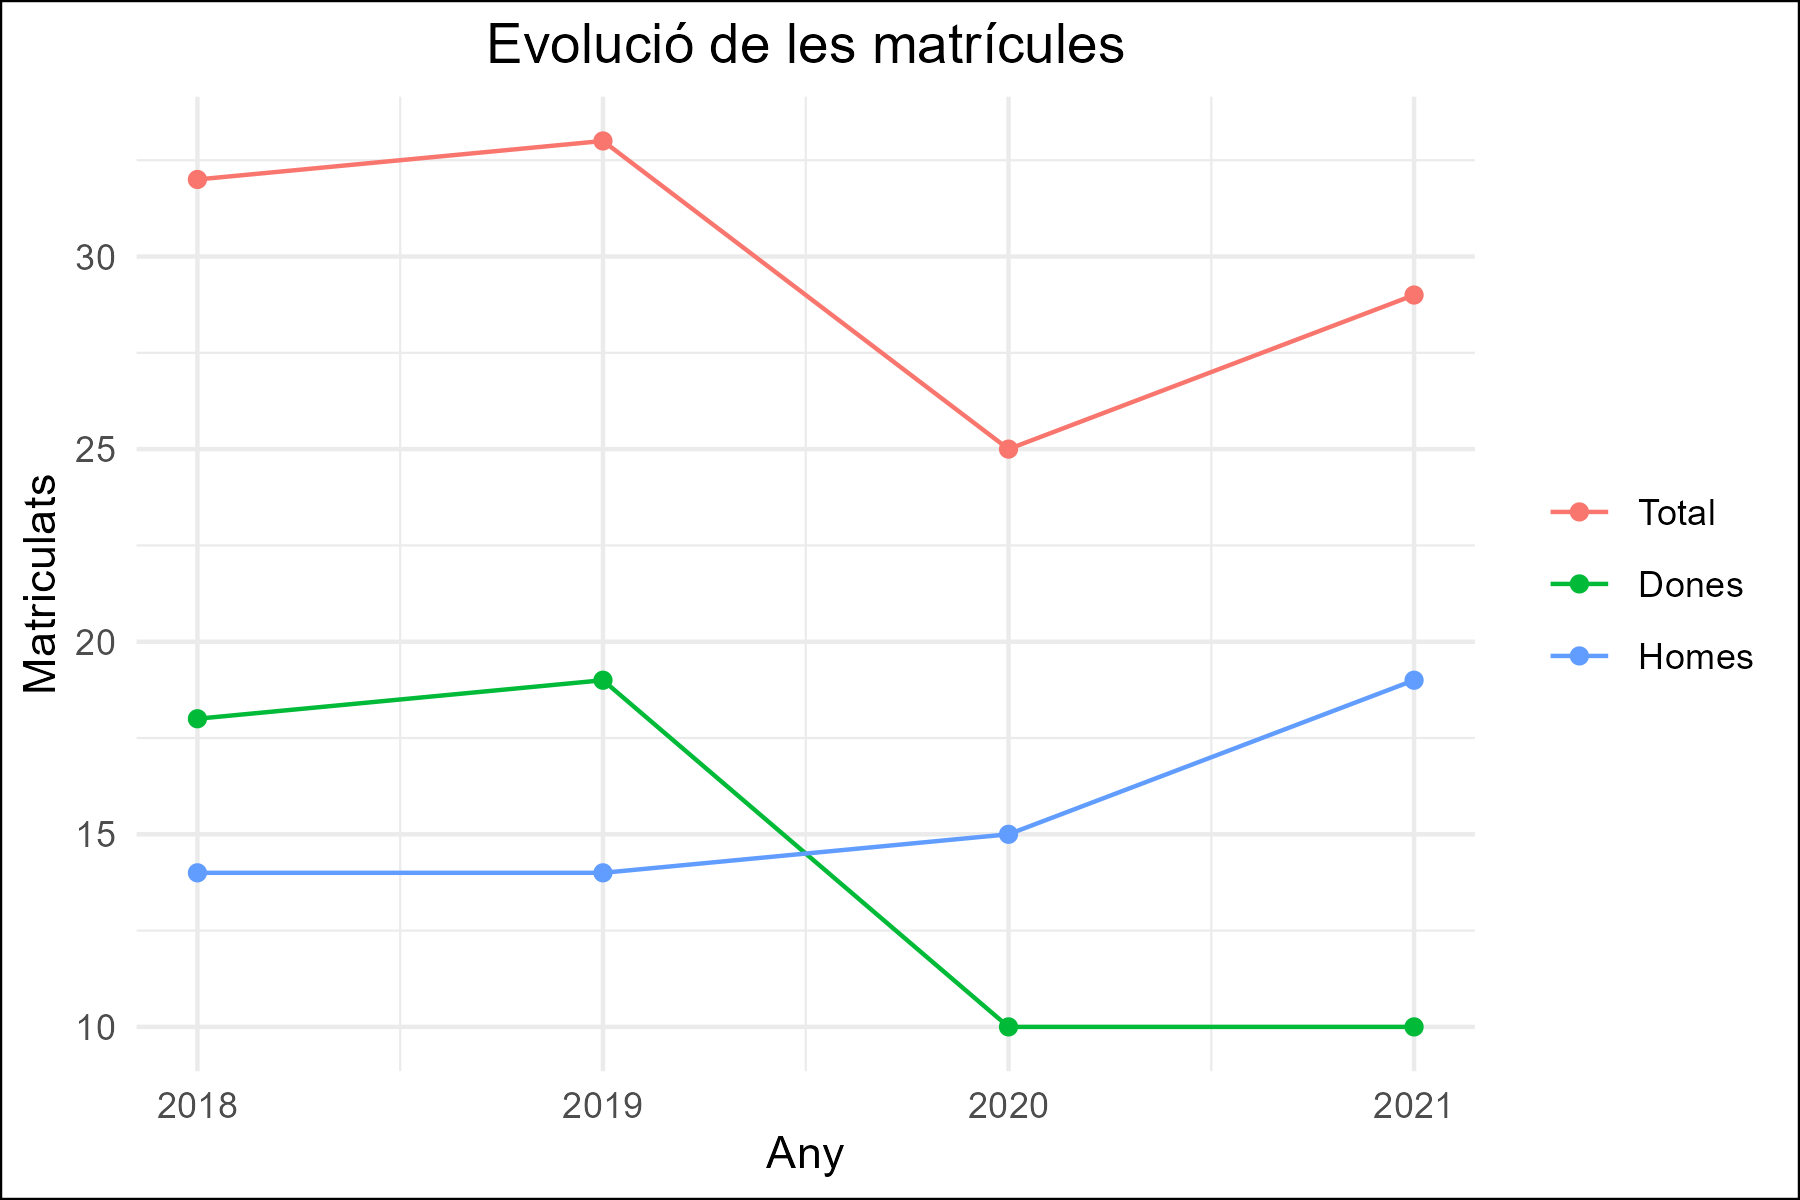 Evolució de les matrícules
Matriculats
30
25
20
15
10
2018
2019
2020
2021
Any
Total
Dones
Homes